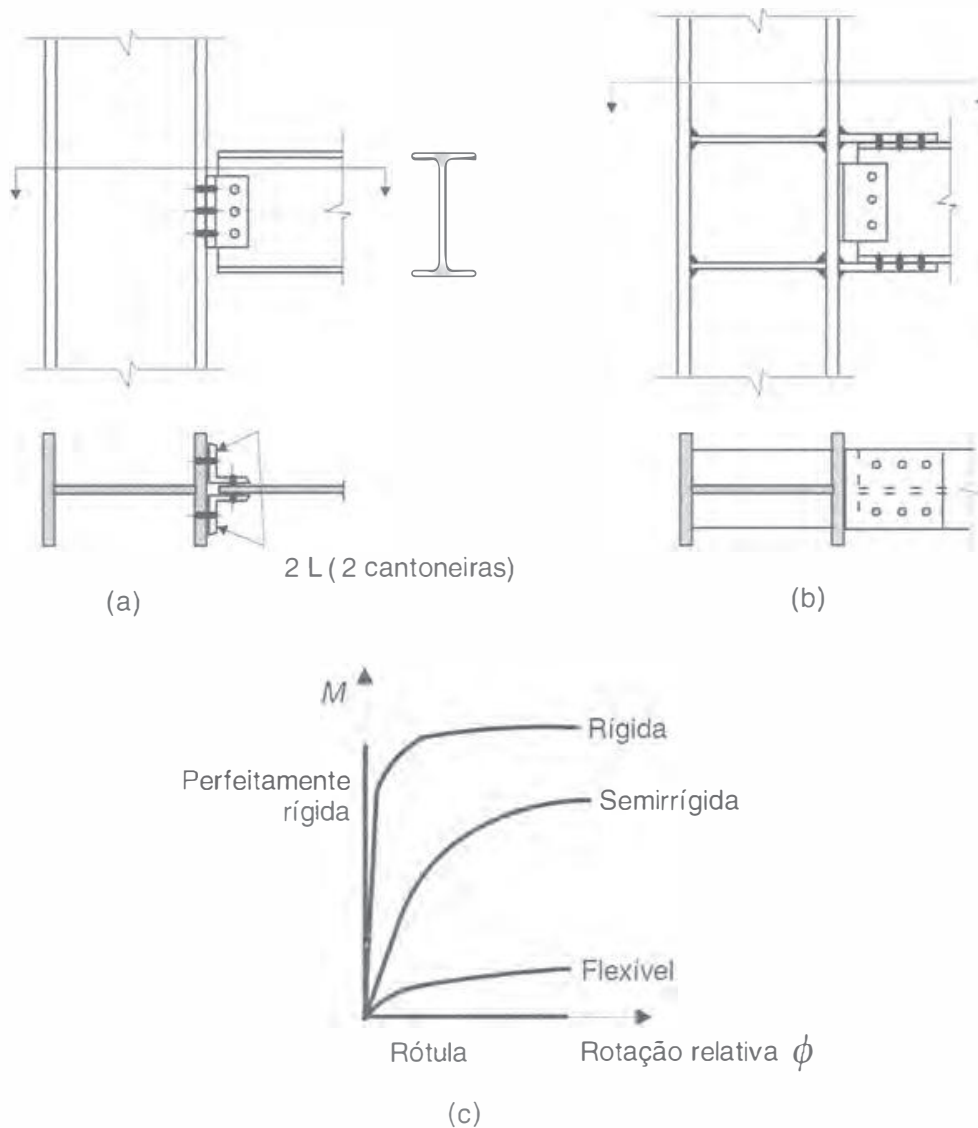 2 L ( 2 cantoneiras)
(a)
(b)
M
Rígida
Perfeitamente
rígida
Semirrígida
Flexível
Rótula
Rotação relativa ϕ
(c)